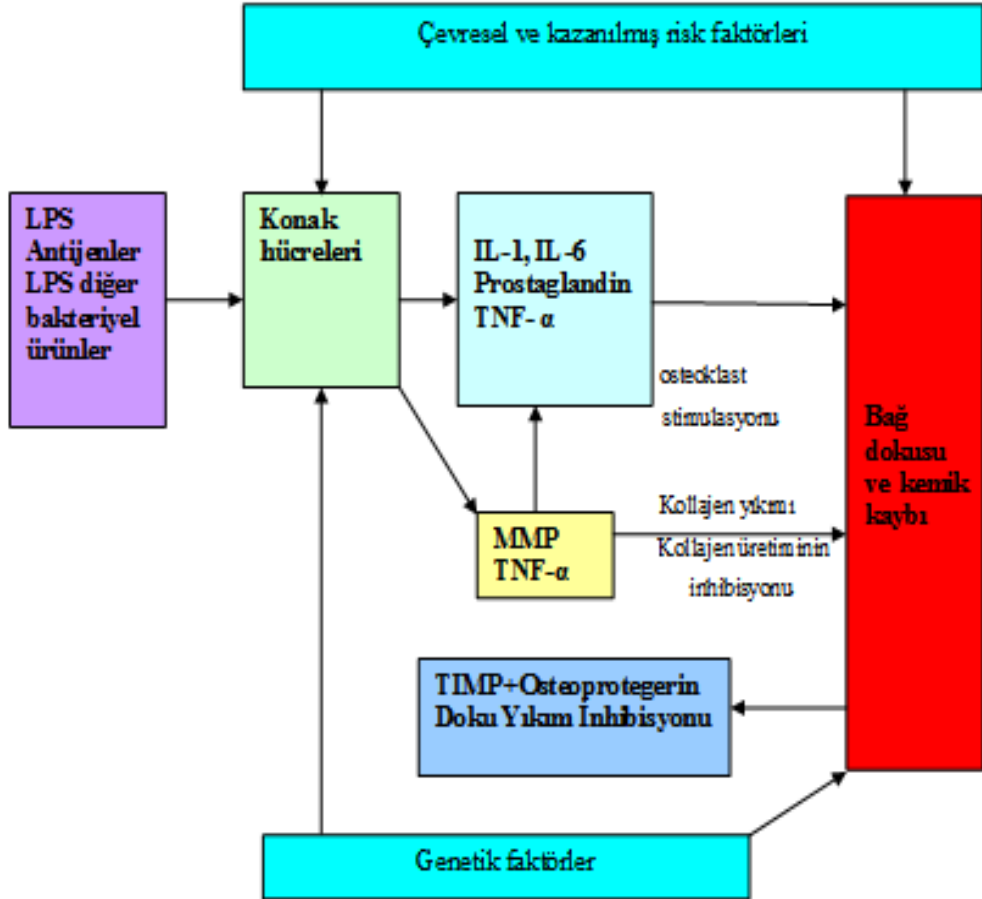 Çevresel ve kazanılmış risk faktörleri
LPS
Antijenler
LPS diğer
bakteriyel
ürünler
Konak
hücreleri
IL-1, IL-6
Prostaglandin
TNF- α
osteoklast
stimulasyonu
Bağ
dokusu
ve kemik
kaybı
MMP
TNF-α
Kollajen yıkımı
Kollajen üretiminin
inhibisyonu
TIMP+Osteoprotegerin
Doku Yıkım İnhibisyonu
Genetik faktörler